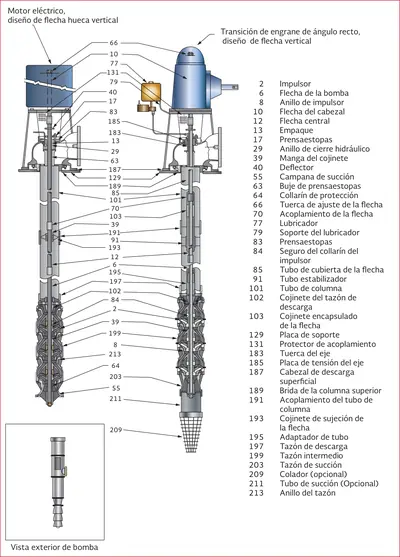 Motor eléctrico,
diseño de flecha hueca vertical
Transición de engrane de ángulo recto,
diseño de flecha vertical
66
10
77
131
79
40
17
83
185
183
13
29
63
187
129
189
85
101
70
103
39
191
91
193
12
6
195
197
102
84
2
39
199
8
213
64
203
55
211
209
2 Impulsor
6 Flecha de la bomba
8 Anillo de impulsor
10 Flecha del cabezal
12 Flecha central
13 Empaque
17 Prensaestopas
29 Anillo de cierre hidráulico
39 Manga del cojinete
40 Deflector
55 Campana de succión
63 Buje de prensaestopas
64 Collarín de protección
66 Tuerca de ajuste de la flecha
70 Acoplamiento de la flecha
77 Lubricador
79 Soporte del lubricador
83 Prensaestopas
84 Seguro del collarín del
impulsor
85 Tubo de cubierta de la flecha
91 Tubo estabilizador
101 Tubo de columna
102 Cojinete del tazón de
descarga
103 Cojinete encapsulado
de la flecha
129 Placa de soporte
131 Protector de acoplamiento
183 Tuerca del eje
185 Placa de tensión del eje
187 Cabezal de descarga
superficial
189 Brida de la columna superior
191 Acoplamiento del tubo de
columna
193 Cojinete de sujeción de
la flecha
195 Adaptador de tubo
197 Tazón de descarga
199 Tazón intermedio
203 Tazón de succión
209 Colador (opcional)
211 Tubo de succión (Opcional)
213 Anillo del tazón
Vista exterior de bomba